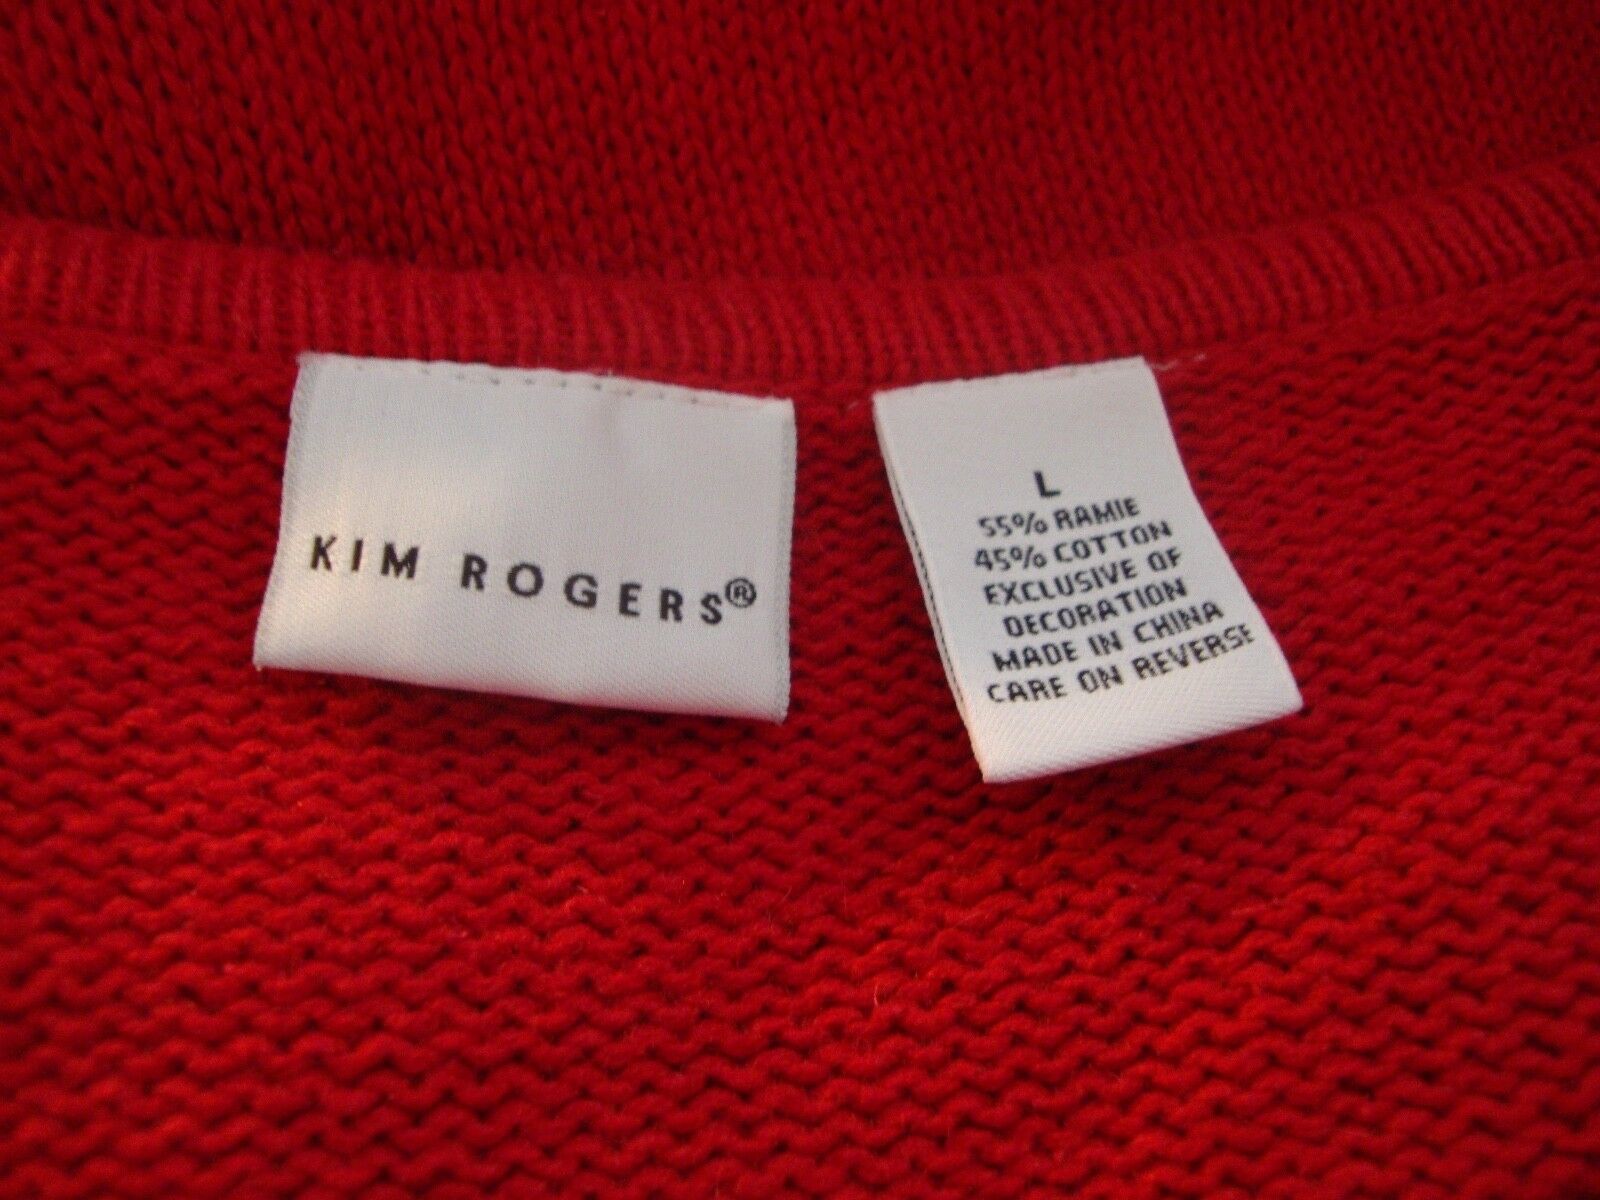 KIM ROGERS®
L
55% RAMIE
45% COTTON
EXCLUSIVE OF
DECORATION
MADE IN CHINA
CARE ON REVERSE